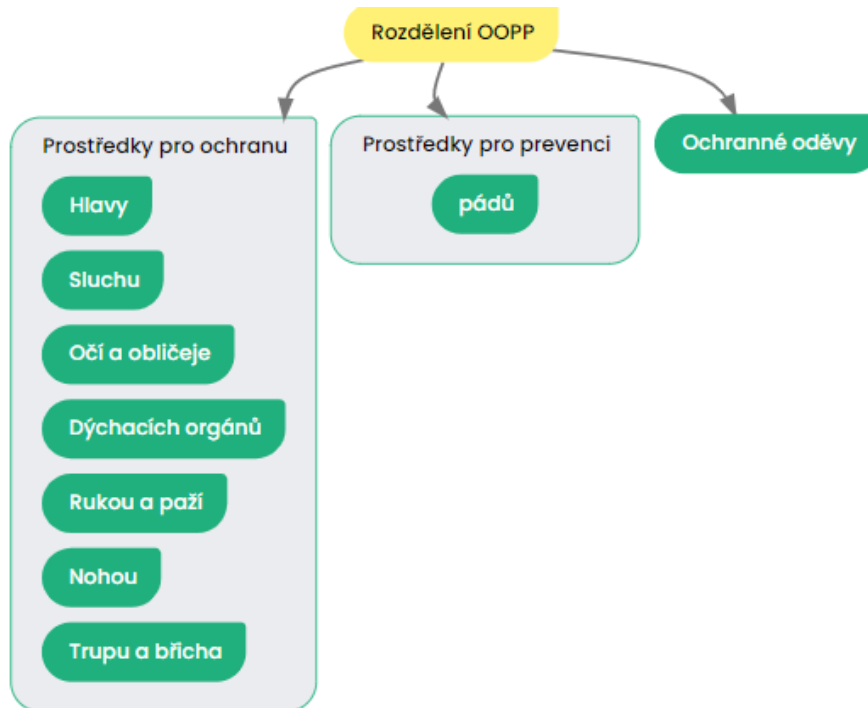 Rozdělení OOPP
Prostředky pro ochranu
Hlavy
Sluchu
Očí a obličeje
Dýchacích orgánů
Rukou a paží
Nohou
Trupu a břicha
Prostředky pro prevenci
pádů
Ochranné oděvy